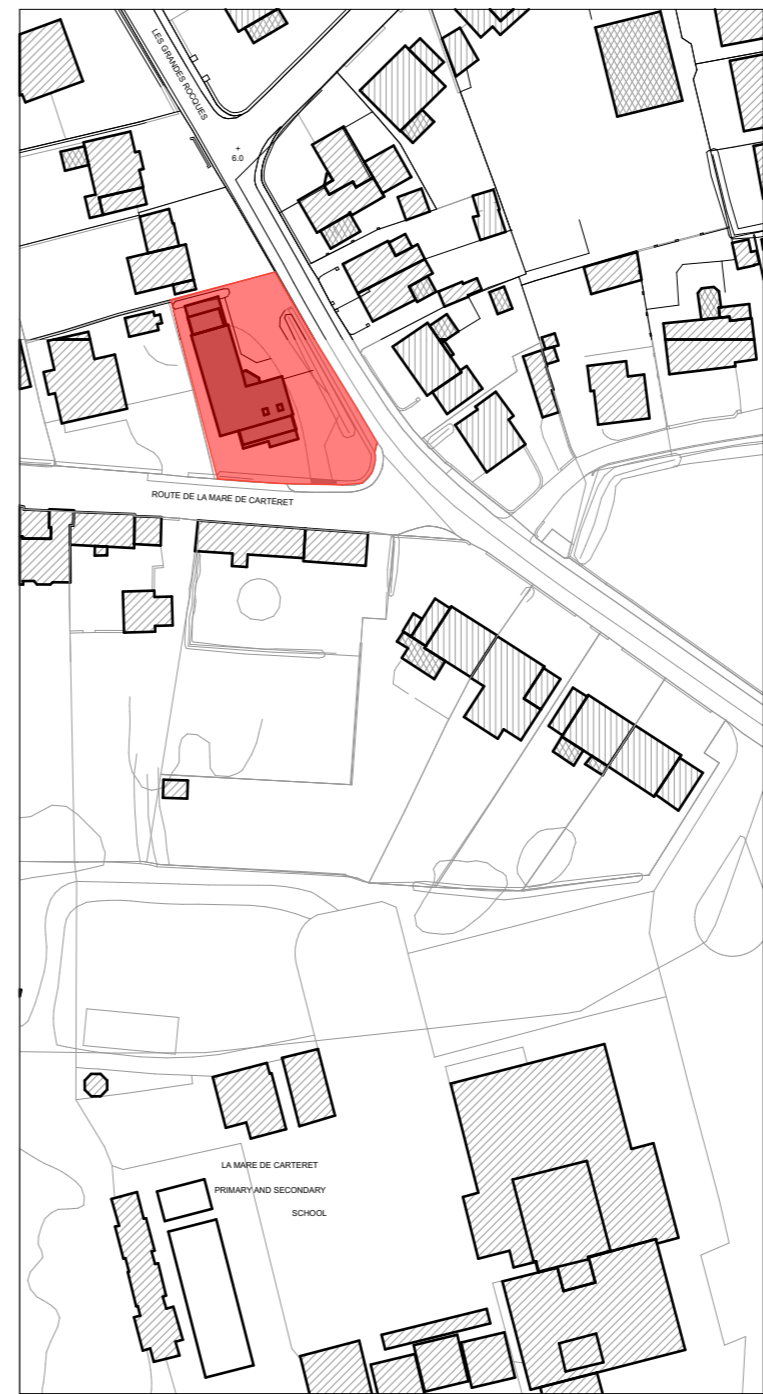 LES GRANDES ROCQUES
+
6.0
ROUTE DE LA MARE DE CARTERET
LA MARE DE CARTERET
PRIMARY AND SECONDARY
SCHOOL